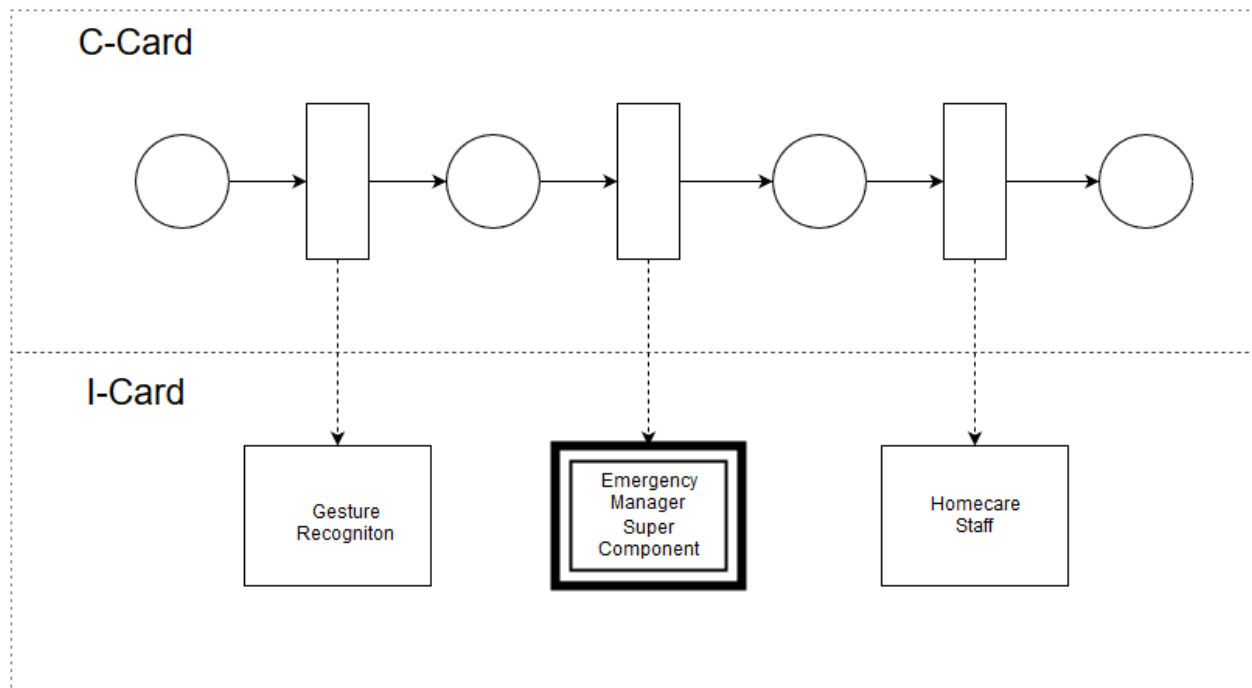 C-Card
I-Card
Gesture
Recogniton
Emergency
Manager
Super
Component
Homecare
Staff